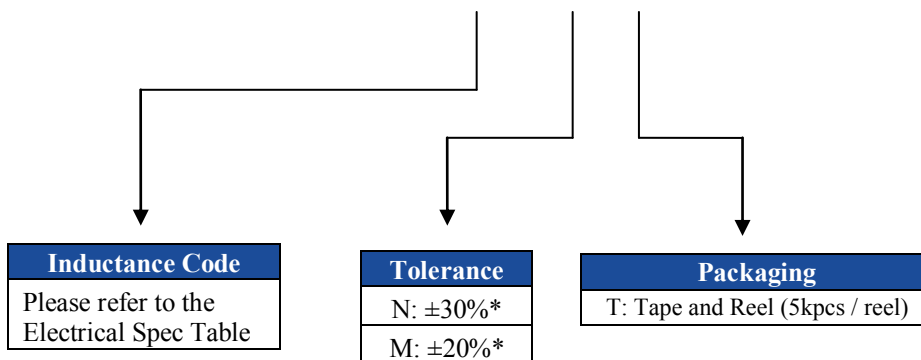 Inductance Code
Please refer to the
Electrical Spec Table
Tolerance
N: ±30%*
M: ±20%*
Packaging
T: Tape and Reel (5kpcs / reel)